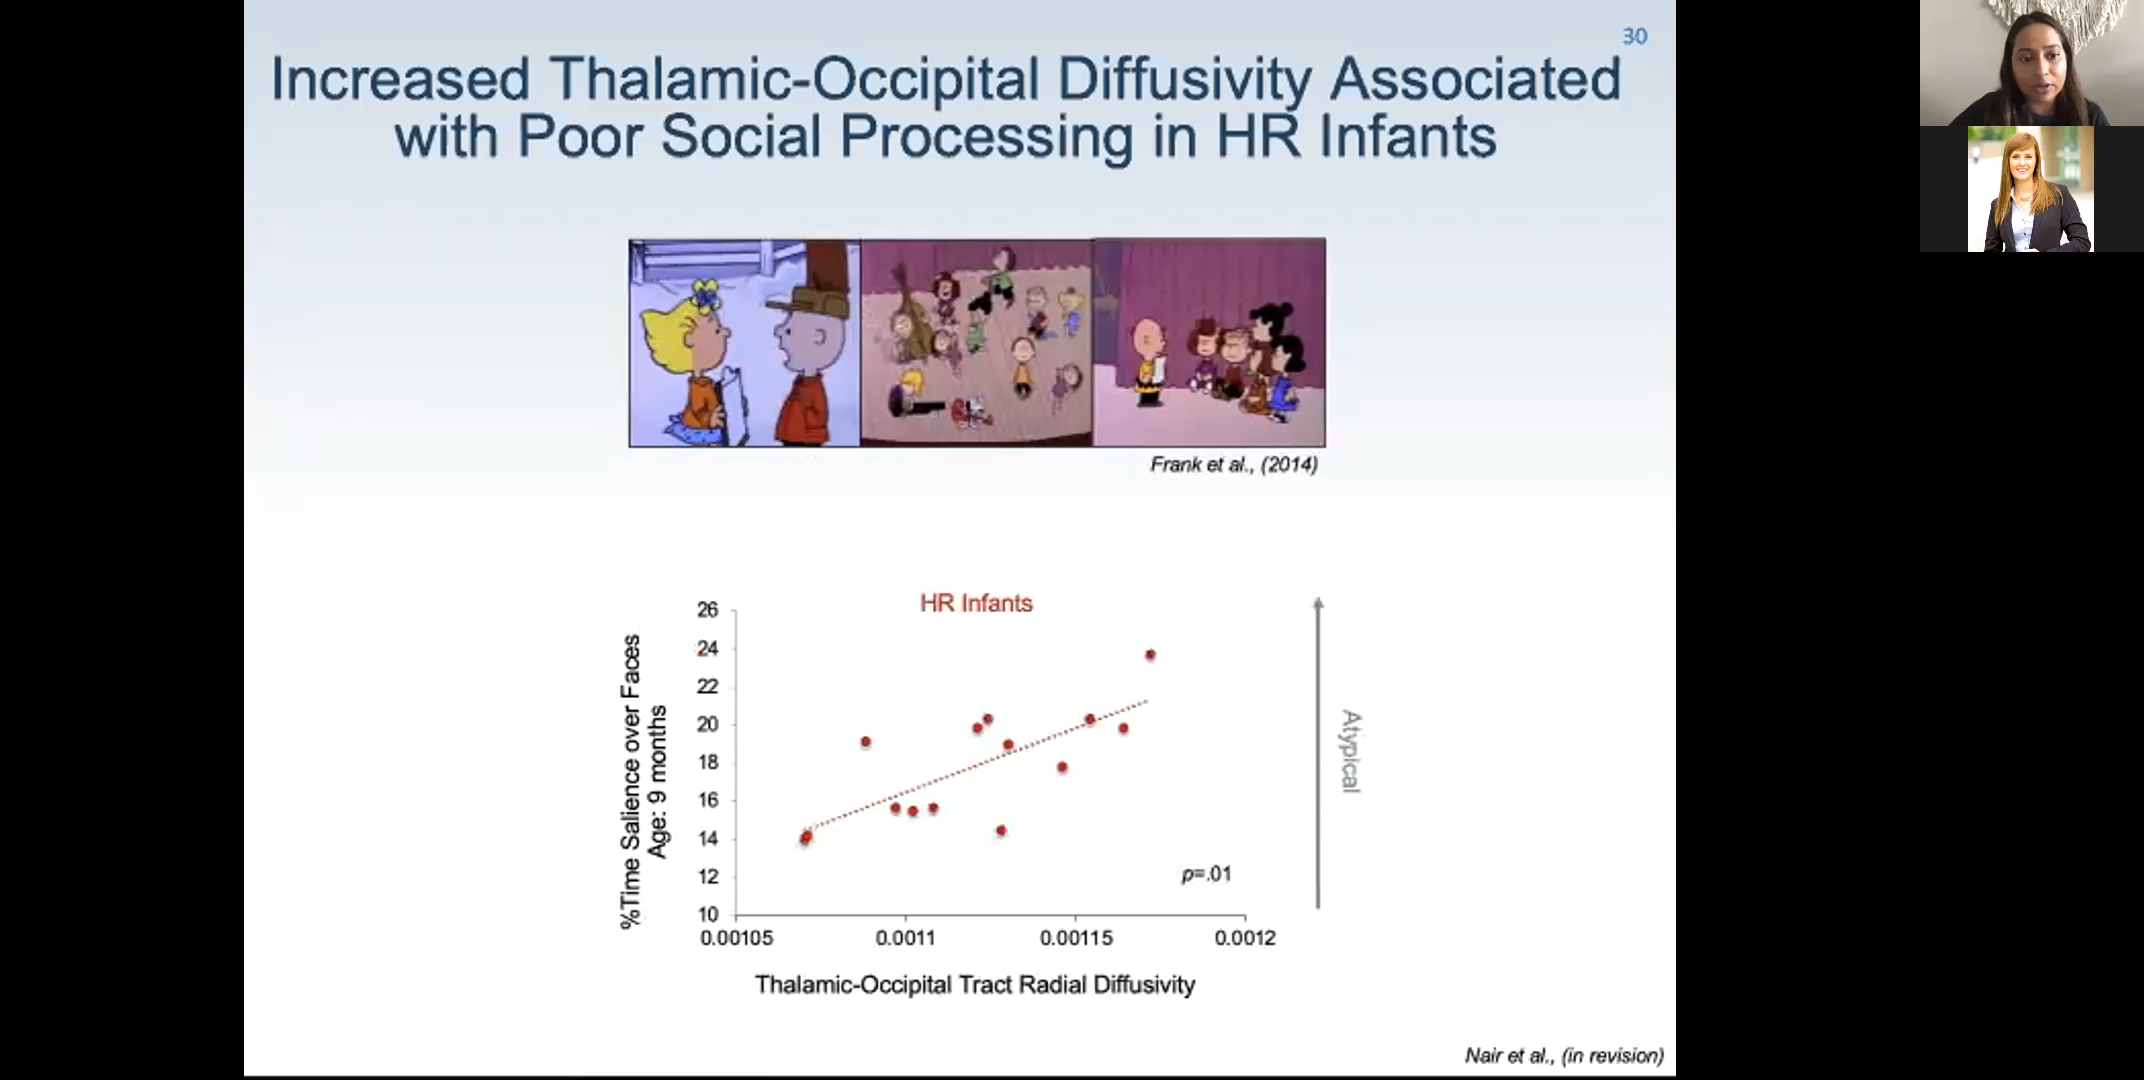 30
Increased Thalamic-Occipital Diffusivity Associated
with Poor Social Processing in HR Infants
Frank et al., (2014)
HR Infants
%Time Salience over Faces
Age: 9 months
26
24
22
20
18
16
14
12
10
Atypical
p=.01
0.00105 0.0011 0.00115 0.0012
Thalamic-Occipital Tract Radial Diffusivity
Nair et al., (in revision)